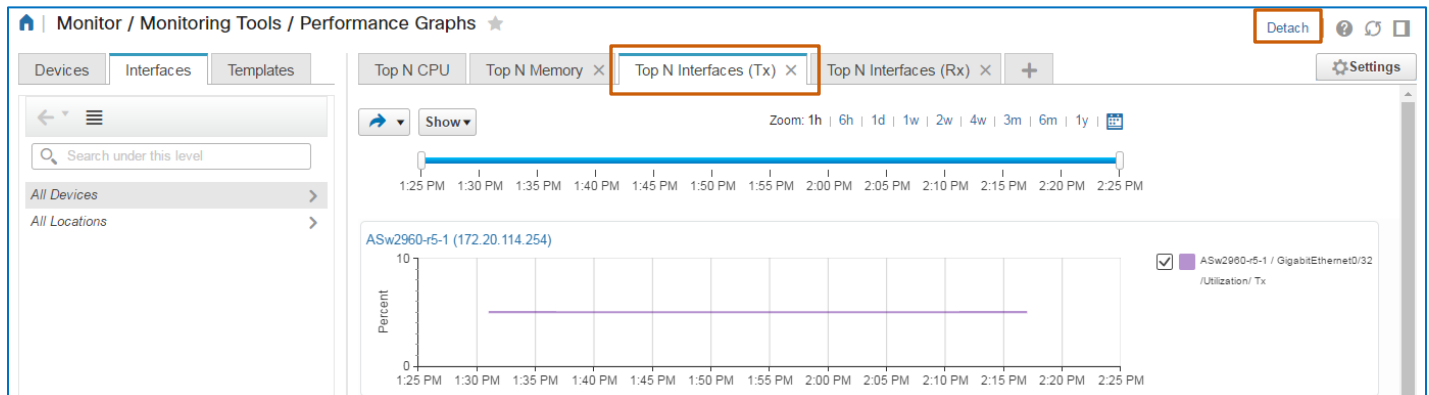 Monitor / Monitoring Tools / Performance Graphs
Detach
Devices Interfaces Templates
Top N CPU Top N Memory Top N Interfaces (Tx) Top N Interfaces (Rx)
Settings
Search under this level
All Devices
All Locations
Show
Zoom: 1h | 6h | 1d | 1w | 2w | 4w | 3m | 6m | 1y |
1:25 PM 1:30 PM 1:35 PM 1:40 PM 1:45 PM 1:50 PM 1:55 PM 2:00 PM 2:05 PM 2:10 PM 2:15 PM 2:20 PM 2:25 PM
ASw2960-r5-1 (172.20.114.254)
10
Percent
0
1:25 PM 1:30 PM 1:35 PM 1:40 PM 1:45 PM 1:50 PM 1:55 PM 2:00 PM 2:05 PM 2:10 PM 2:15 PM 2:20 PM 2:25 PM
ASw2960-r5-1 / GigabitEthernet0/32
/Utilization/ Tx